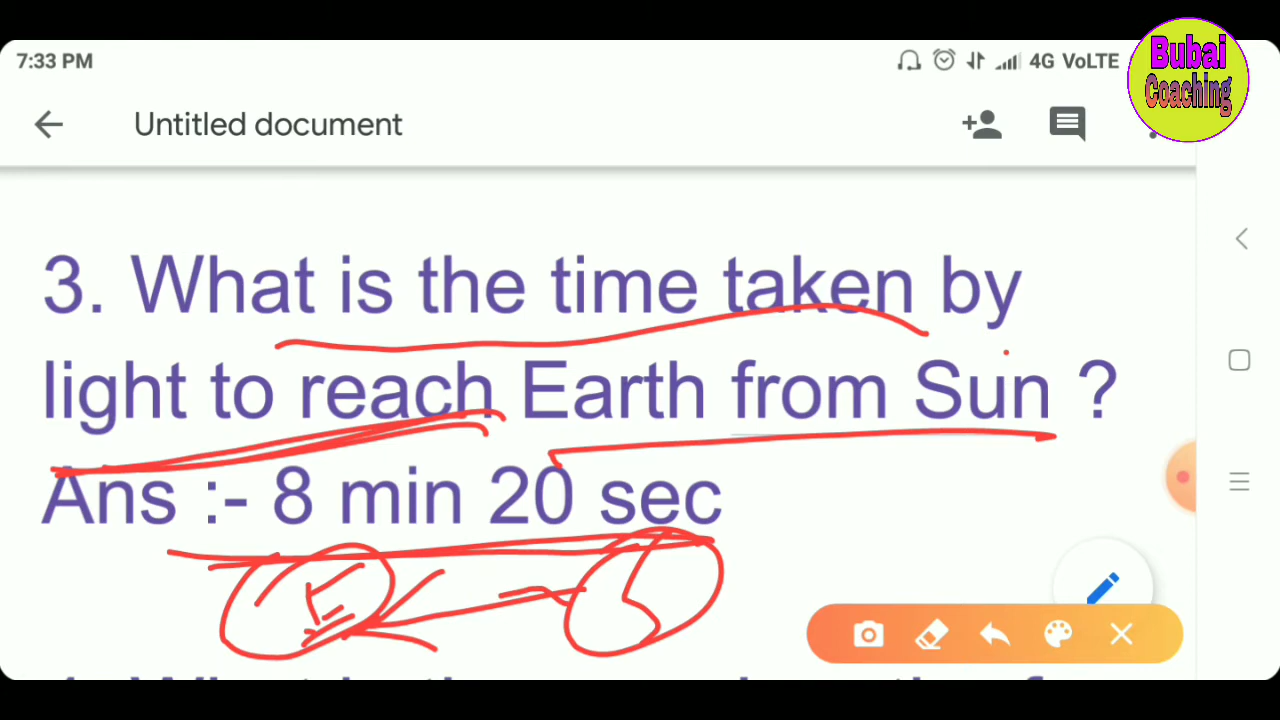 7:33 PM
4G VoLTE
Bubai
Coaching
Untitled document
3. What is the time taken by
light to reach Earth from Sun ?
Ans :- 8 min 20 sec
E
S